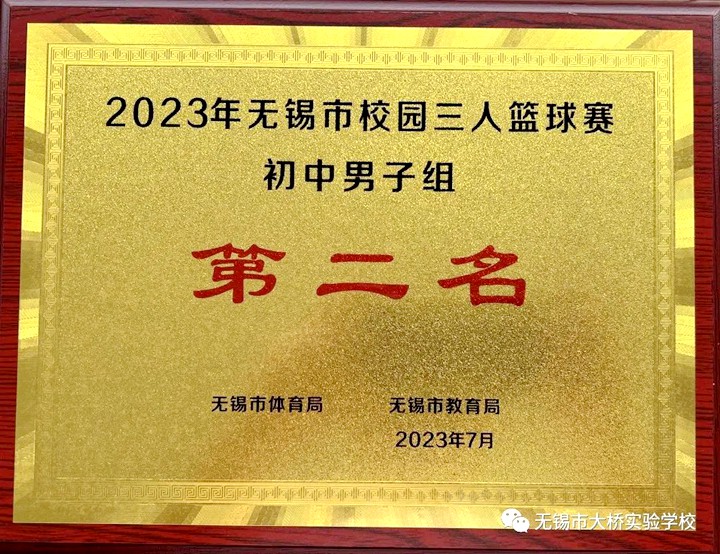 2023年无锡市校园三人篮球赛
初中男子组
第二名
无锡市体育局 无锡市教育局
2023年7月
无锡市大桥实验学校